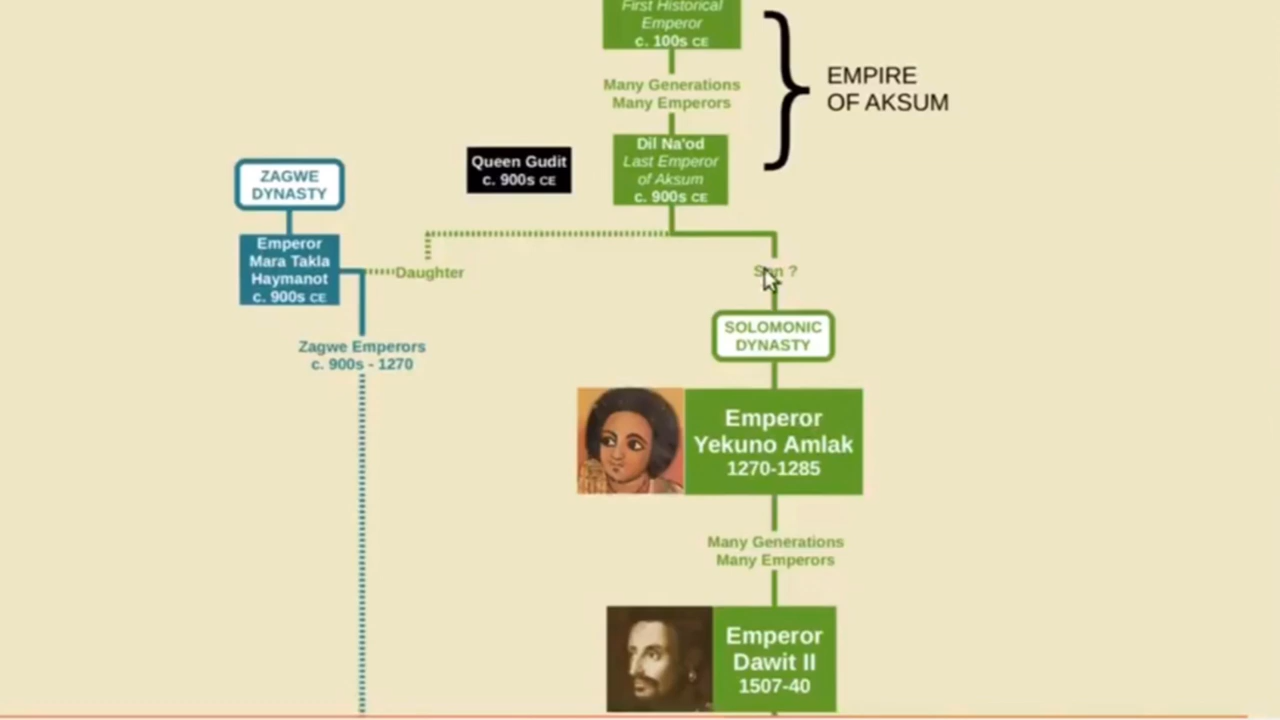 First Historical
Emperor
c. 100s CE
Many Generations
Many Emperors
EMPIRE
OF AKSUM
Dil Na'od
Last Emperor
of Aksum
c. 900s CE
Queen Gudit
c. 900s CE
ZAGWE
DYNASTY
Emperor
Mara Takla
Haymanot
c. 900s CE
Daughter
Son ?
Zagwe Emperors
c. 900s - 1270
SOLOMONIC
DYNASTY
Emperor
Yekuno Amlak
1270-1285
Many Generations
Many Emperors
Emperor
Dawit II
1507-40